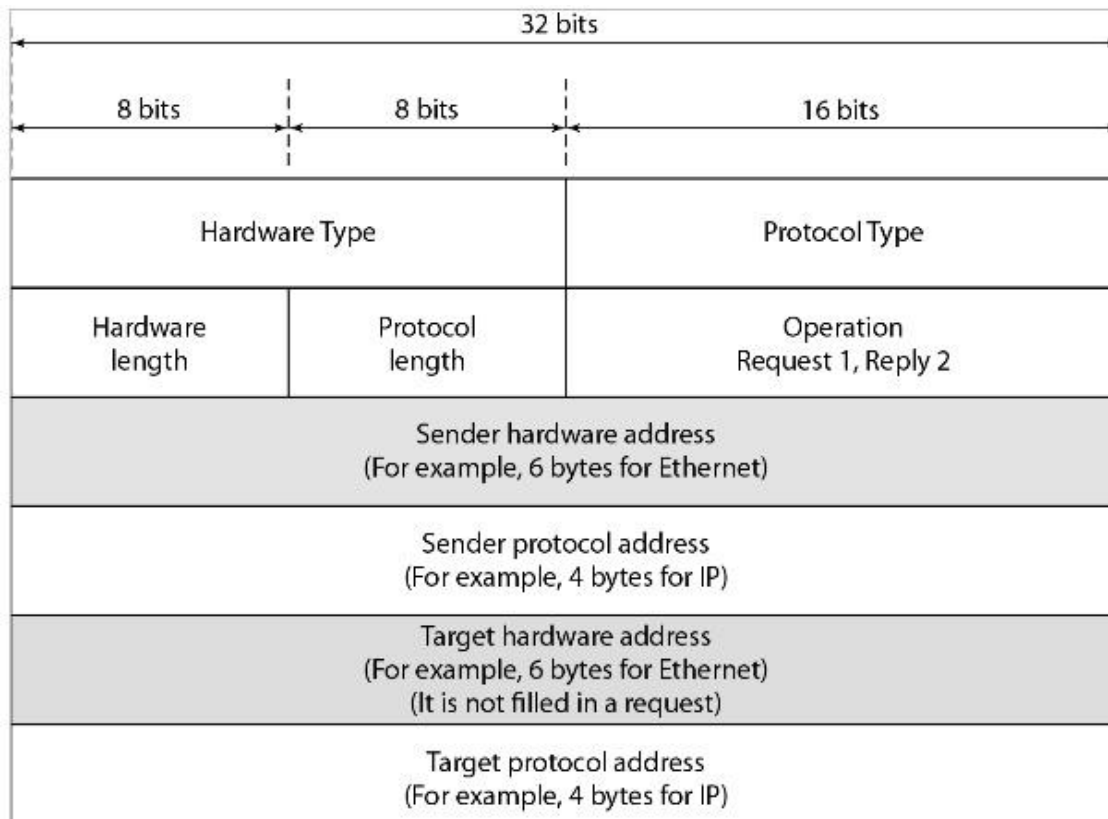 32 bits
8 bits
8 bits
16 bits
Hardware Type
Protocol Type
Hardware
length
Protocol
length
Operation
Request 1, Reply 2
Sender hardware address
(For example, 6 bytes for Ethernet)
Sender protocol address
(For example, 4 bytes for IP)
Target hardware address
(For example, 6 bytes for Ethernet)
(It is not filled in a request)
Target protocol address
(For example, 4 bytes for IP)